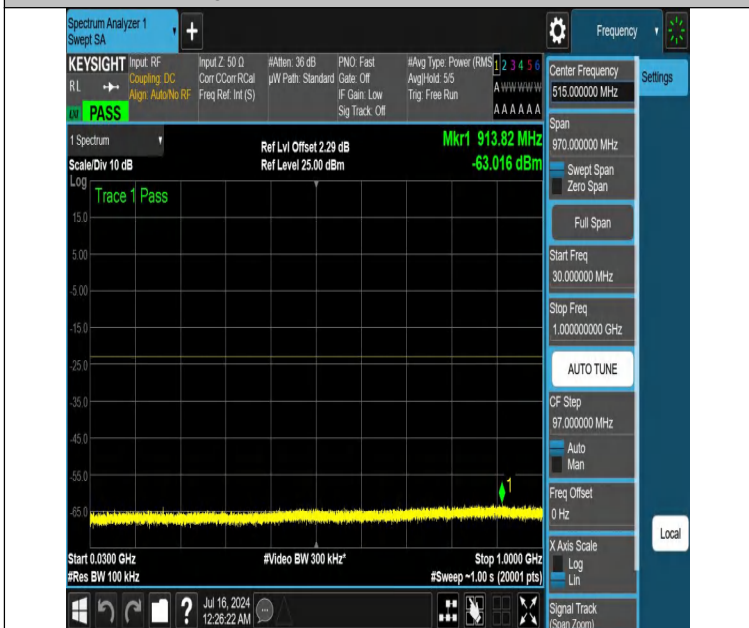 Spectrum Analyzer 1
Swept SA
Frequency
KEYSIGHT
RL
PASS
Input: RF
Coupling: DC
Align: Auto/No RF
Input Z: 50 Ω
Corr CCorr RCal
Freq Ref: Int (S)
#Atten: 36 dB
µW Path: Standard
PNO: Fast
Gate: Off
IF Gain: Low
Sig Track: Off
#Avg Type: Power (RMS
Avg|Hold: 5/5
Trig: Free Run
1 2 3 4 5 6
A W W W W W
A A A A A A
1 Spectrum
Scale/Div 10 dB
Ref Lvl Offset 2.29 dB
Ref Level 25.00 dBm
Mkr1 913.82 MHz
-63.016 dBm
Log
Trace 1 Pass
15.0
5.00
-5.00
-15.0
-25.0
-35.0
-45.0
-55.0
-65.0
1
Start 0.0300 GHz
#Res BW 100 kHz
#Video BW 300 kHz*
Stop 1.0000 GHz
#Sweep ~1.00 s (20001 pts)
Center Frequency
515.000000 MHz
Settings
Span
970.000000 MHz
Swept Span
Zero Span
Full Span
Start Freq
30.000000 MHz
Stop Freq
1.000000000 GHz
AUTO TUNE
CF Step
97.000000 MHz
Auto
Man
Freq Offset
0 Hz
X Axis Scale
Log
Lin
Local
Signal Track
(Span Zoom)
?
Jul 16, 2024
12:26:22 AM